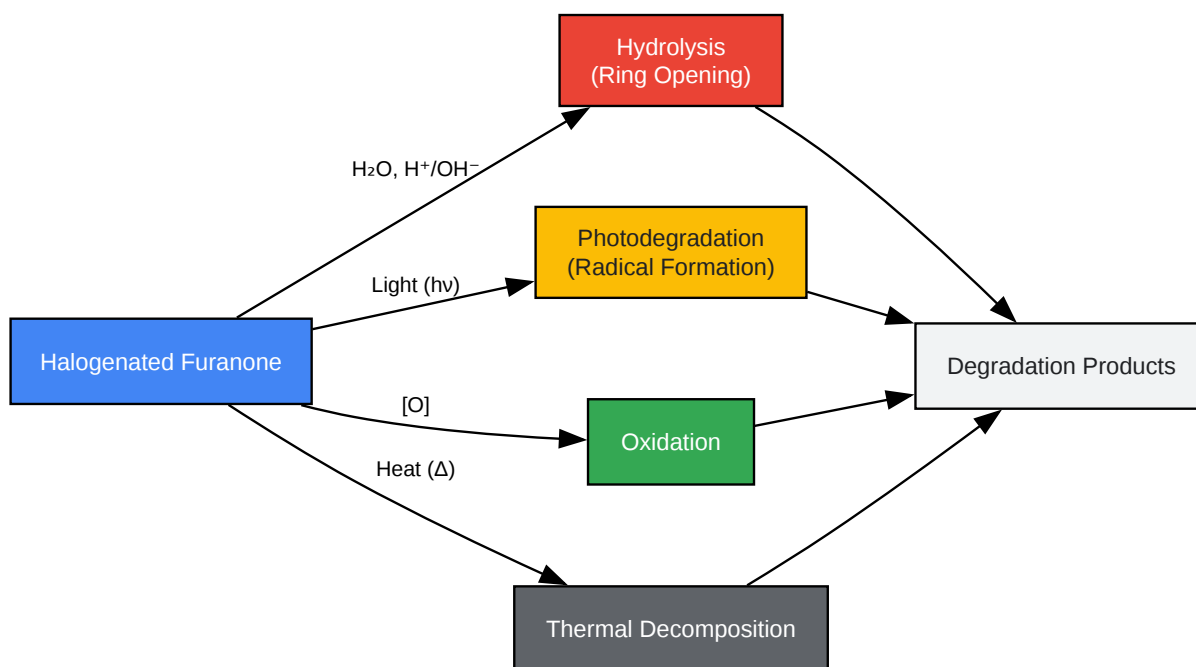 Hydrolysis
(Ring Opening)
H₂O, H⁺/OH⁻
Photodegradation
(Radical Formation)
Light (hν)
Halogenated Furanone
Degradation Products
[O]
Oxidation
Heat (Δ)
Thermal Decomposition